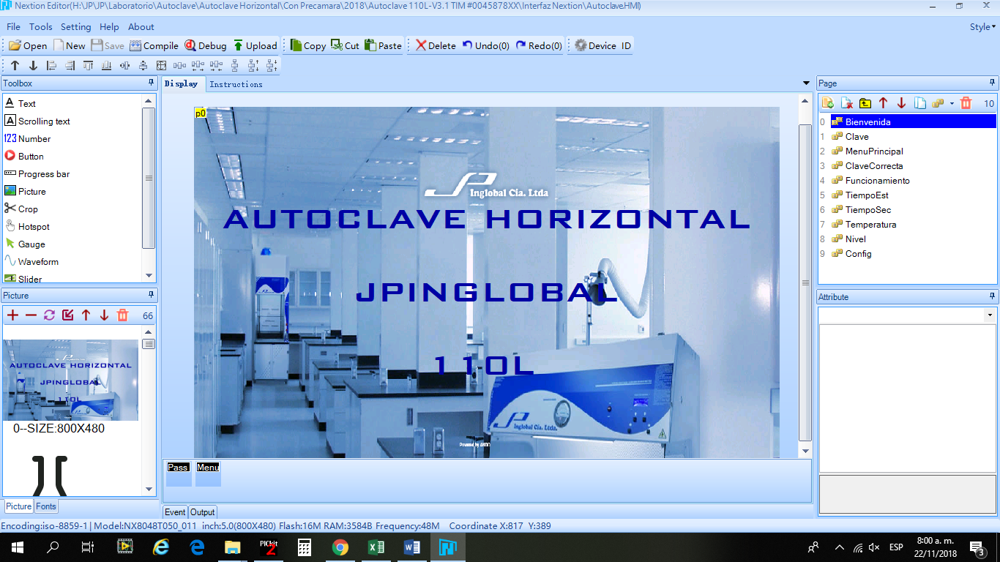 Nextion Editor(H:\JP\JP\Laboratorio\Autoclave\Autoclave Horizontal\Con Precamara\2018\Autoclave 110L-V3.1 TIM #0045878XX\Interfaz Nextion\Autoclave.HMI)
File Tools Setting Help About Style
Open New Save Compile Debug Upload Copy Cut Paste Delete Undo(0) Redo(0) Device ID
Toolbox
Text
Scrolling text
123 Number
Button
Progress bar
Picture
Crop
Hotspot
Gauge
Waveform
Slider
Picture
66
AUTOCLAVE HORIZONTAL
JPINGLOBAL
110L
0--SIZE:800X480
Picture Fonts
Display Instructions
p0
JP
Inglobal Cia. Ltda
AUTOCLAVE HORIZONTAL
JPINGLOBAL
110L
JP
Inglobal Cia. Ltda.
Powered by ANDO
Pass Menu
Event Output
Page
10
0 Bienvenida
1 Clave
2 MenuPrincipal
3 ClaveCorrecta
4 Funcionamiento
5 TiempoEst
6 TiempoSec
7 Temperatura
8 Nivel
9 Config
Attribute
Encoding:iso-8859-1 | Model:NX8048T050_011 inch:5.0(800X480) Flash:16M RAM:3584B Frequency:48M Coordinate X:817 Y:389
PICkit
2
ESP
8:00 a. m.
22/11/2018
3